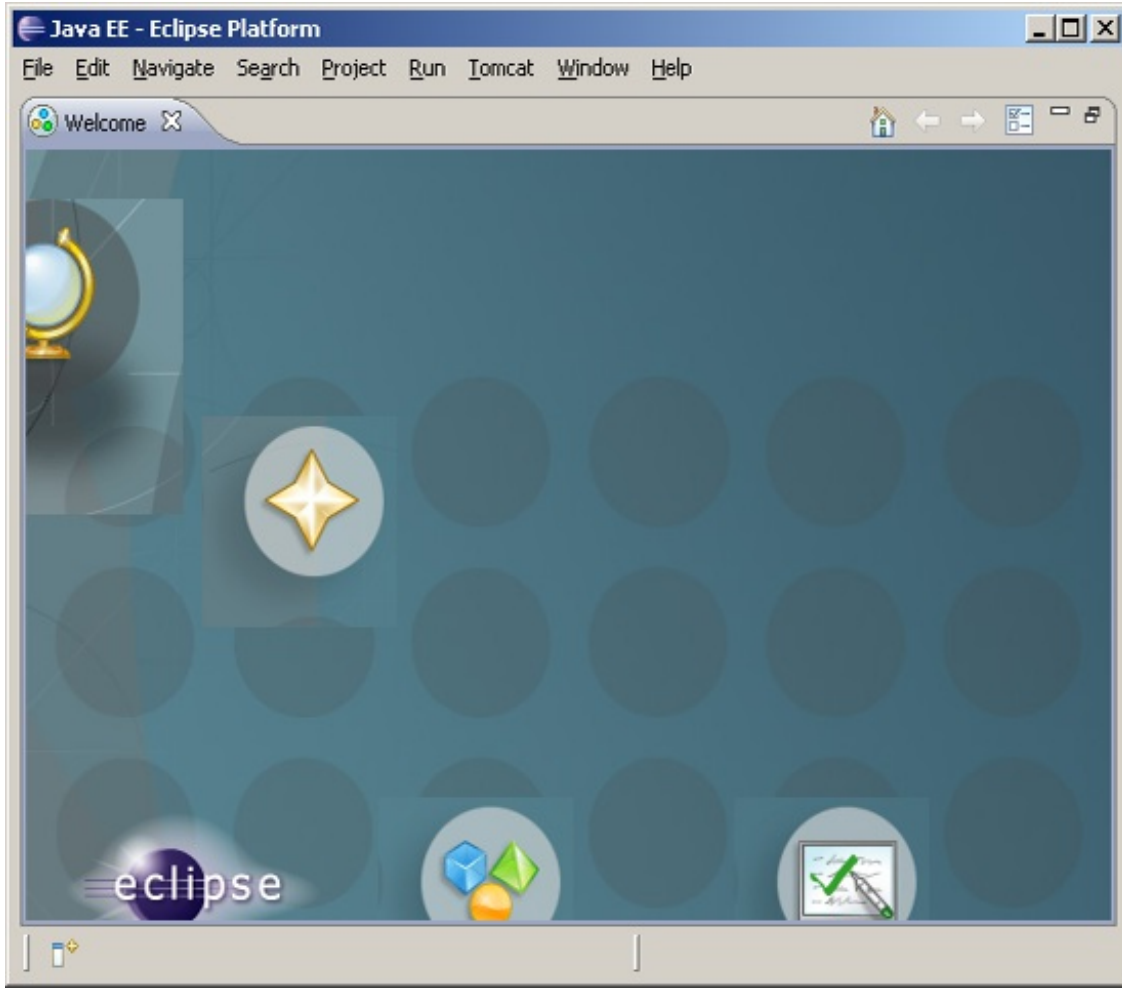 Java EE - Eclipse Platform
File Edit Navigate Search Project Run Tomcat Window Help
Welcome
eclipse